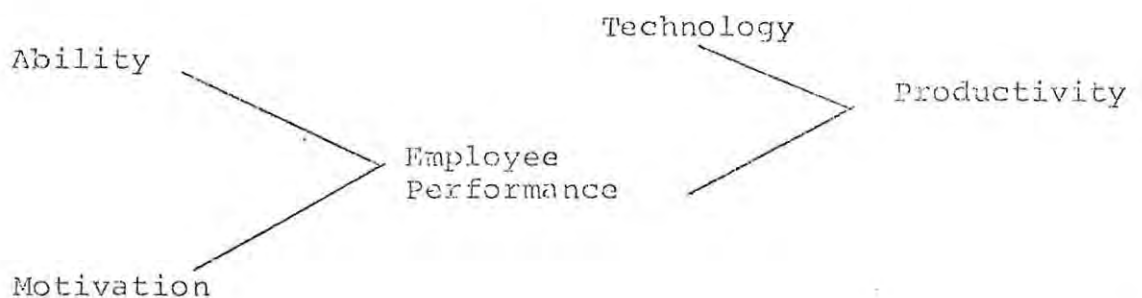 Technology
Ability
Productivity
Employee
Performance
Motivation